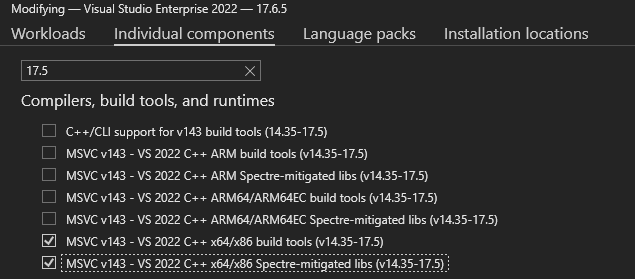 Modifying — Visual Studio Enterprise 2022 — 17.6.5
Workloads Individual components Language packs Installation locations
17.5
Compilers, build tools, and runtimes
C++/CLI support for v143 build tools (14.35-17.5)
MSVC v143 - VS 2022 C++ ARM build tools (v14.35-17.5)
MSVC v143 - VS 2022 C++ ARM Spectre-mitigated libs (v14.35-17.5)
MSVC v143 - VS 2022 C++ ARM64/ARM64EC build tools (v14.35-17.5)
MSVC v143 - VS 2022 C++ ARM64/ARM64EC Spectre-mitigated libs (v14.35-17.5)
MSVC v143 - VS 2022 C++ x64/x86 build tools (v14.35-17.5)
MSVC v143 - VS 2022 C++ x64/x86 Spectre-mitigated libs (v14.35-17.5)